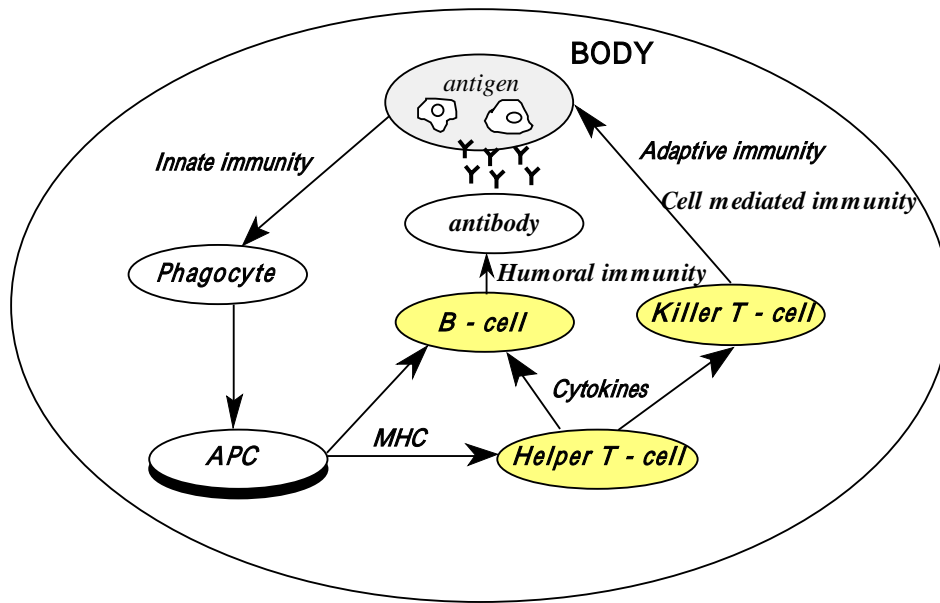 BODY
antigen
Innate immunity
Adaptive immunity
Cell mediated immunity
antibody
Phagocyte
Humoral immunity
B - cell
Killer T - cell
Cytokines
MHC
APC
Helper T - cell